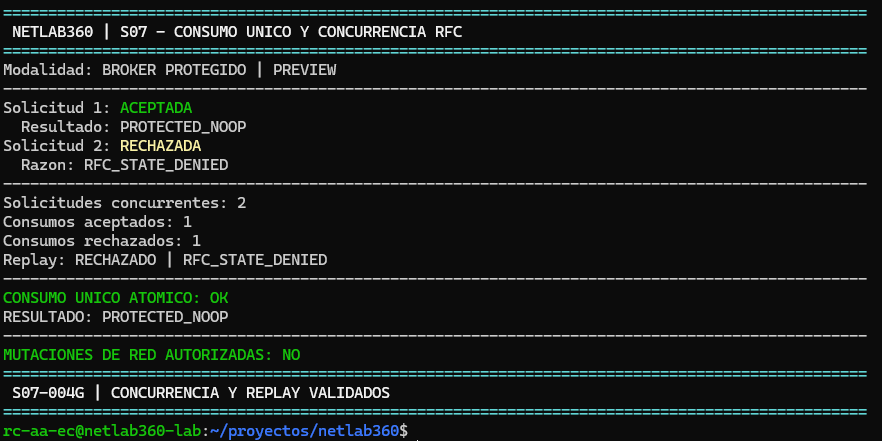 ================================================================================================
NETLAB360 | S07 - CONSUMO UNICO Y CONCURRENCIA RFC
================================================================================================
Modalidad: BROKER PROTEGIDO | PREVIEW
------------------------------------------------------------------------------------------------
Solicitud 1: ACEPTADA
Resultado: PROTECTED_NOOP
Solicitud 2: RECHAZADA
Razon: RFC_STATE_DENIED
------------------------------------------------------------------------------------------------
Solicitudes concurrentes: 2
Consumos aceptados: 1
Consumos rechazados: 1
Replay: RECHAZADO | RFC_STATE_DENIED
------------------------------------------------------------------------------------------------
CONSUMO UNICO ATOMICO: OK
RESULTADO: PROTECTED_NOOP
------------------------------------------------------------------------------------------------
MUTACIONES DE RED AUTORIZADAS: NO
================================================================================================
S07-004G | CONCURRENCIA Y REPLAY VALIDADOS
================================================================================================
rc-aa-ec@netlab360-lab:~/proyectos/netlab360$